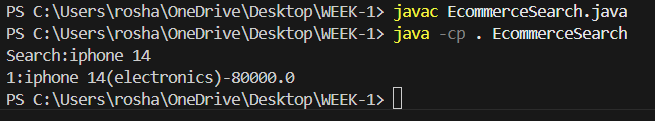 PS C:\Users\rosha\OneDrive\Desktop\WEEK-1> javac EcommerceSearch.java
PS C:\Users\rosha\OneDrive\Desktop\WEEK-1> java -cp . EcommerceSearch
Search:iphone 14
1:iphone 14(electronics)-80000.0
PS C:\Users\rosha\OneDrive\Desktop\WEEK-1>